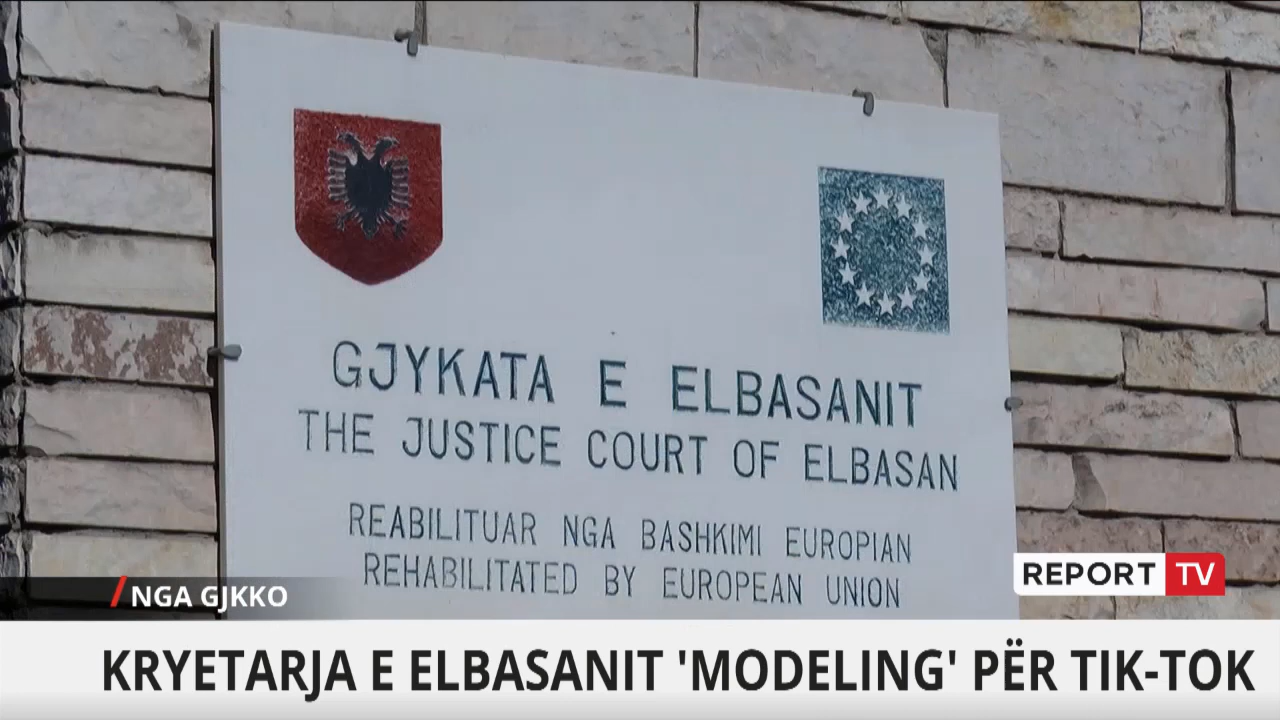 GJYKATA E ELBASANIT
THE JUSTICE COURT OF ELBASAN
REABILITUAR NGA BASHKIMI EUROPIAN
REHABILITATED BY EUROPEAN UNION
REPORT TV
/NGA GJKKO
KRYETARJA E ELBASANIT 'MODELING' PËR TIK-TOK